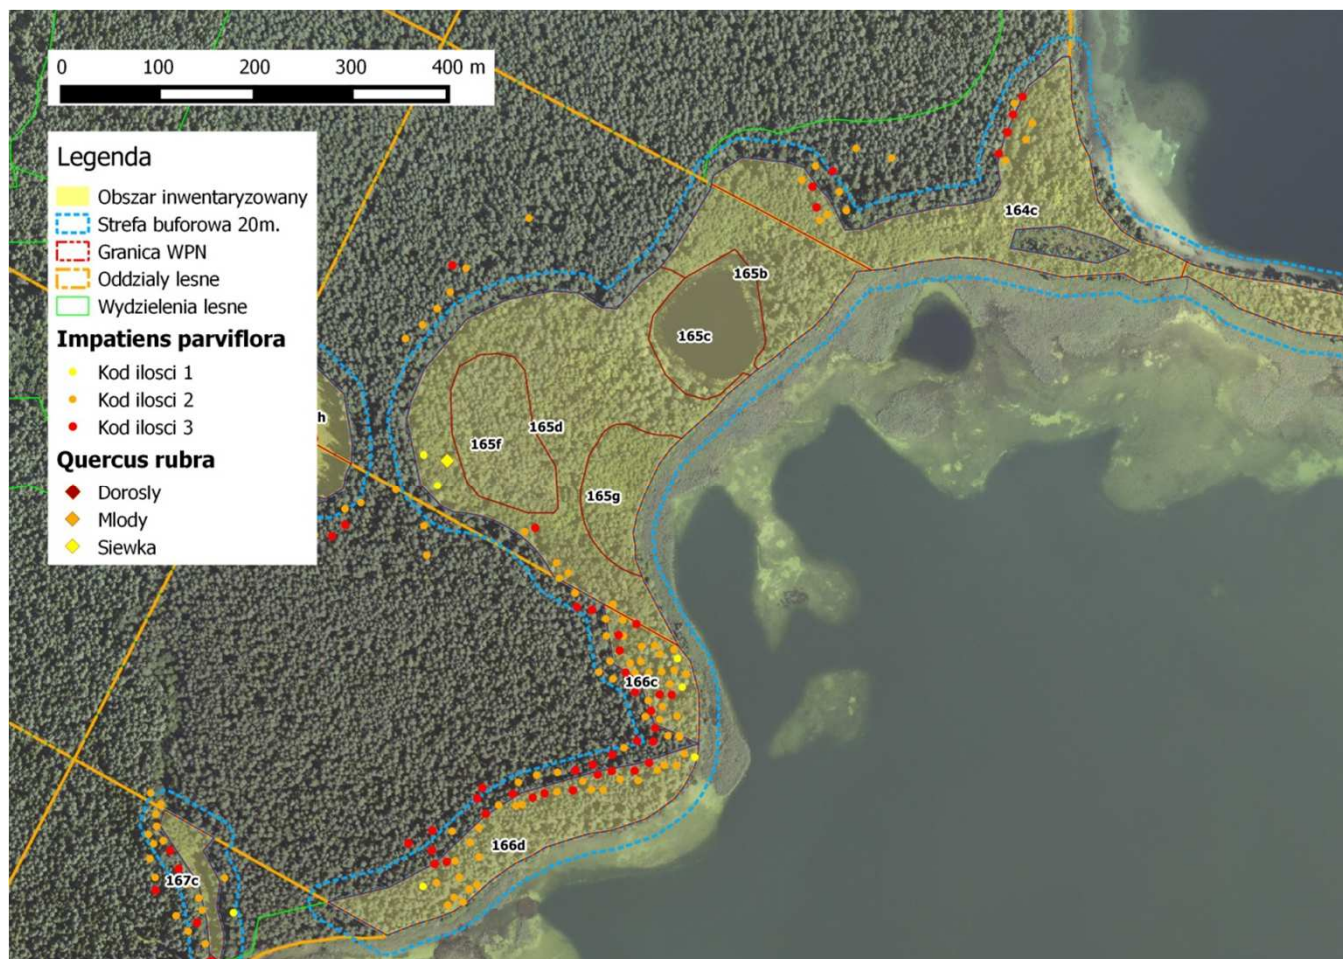 0 100 200 300 400 m
Legenda
Obszar inwentaryzowany
Strefa buforowa 20m.
Granica WPN
Oddzialy lesne
Wydzielenia lesne
Impatiens parviflora
Kod ilosci 1
Kod ilosci 2
Kod ilosci 3
Quercus rubra
Dorosly
Mlody
Siewka
164c
165b
165c
h
165d
165f
165g
166c
166d
167c